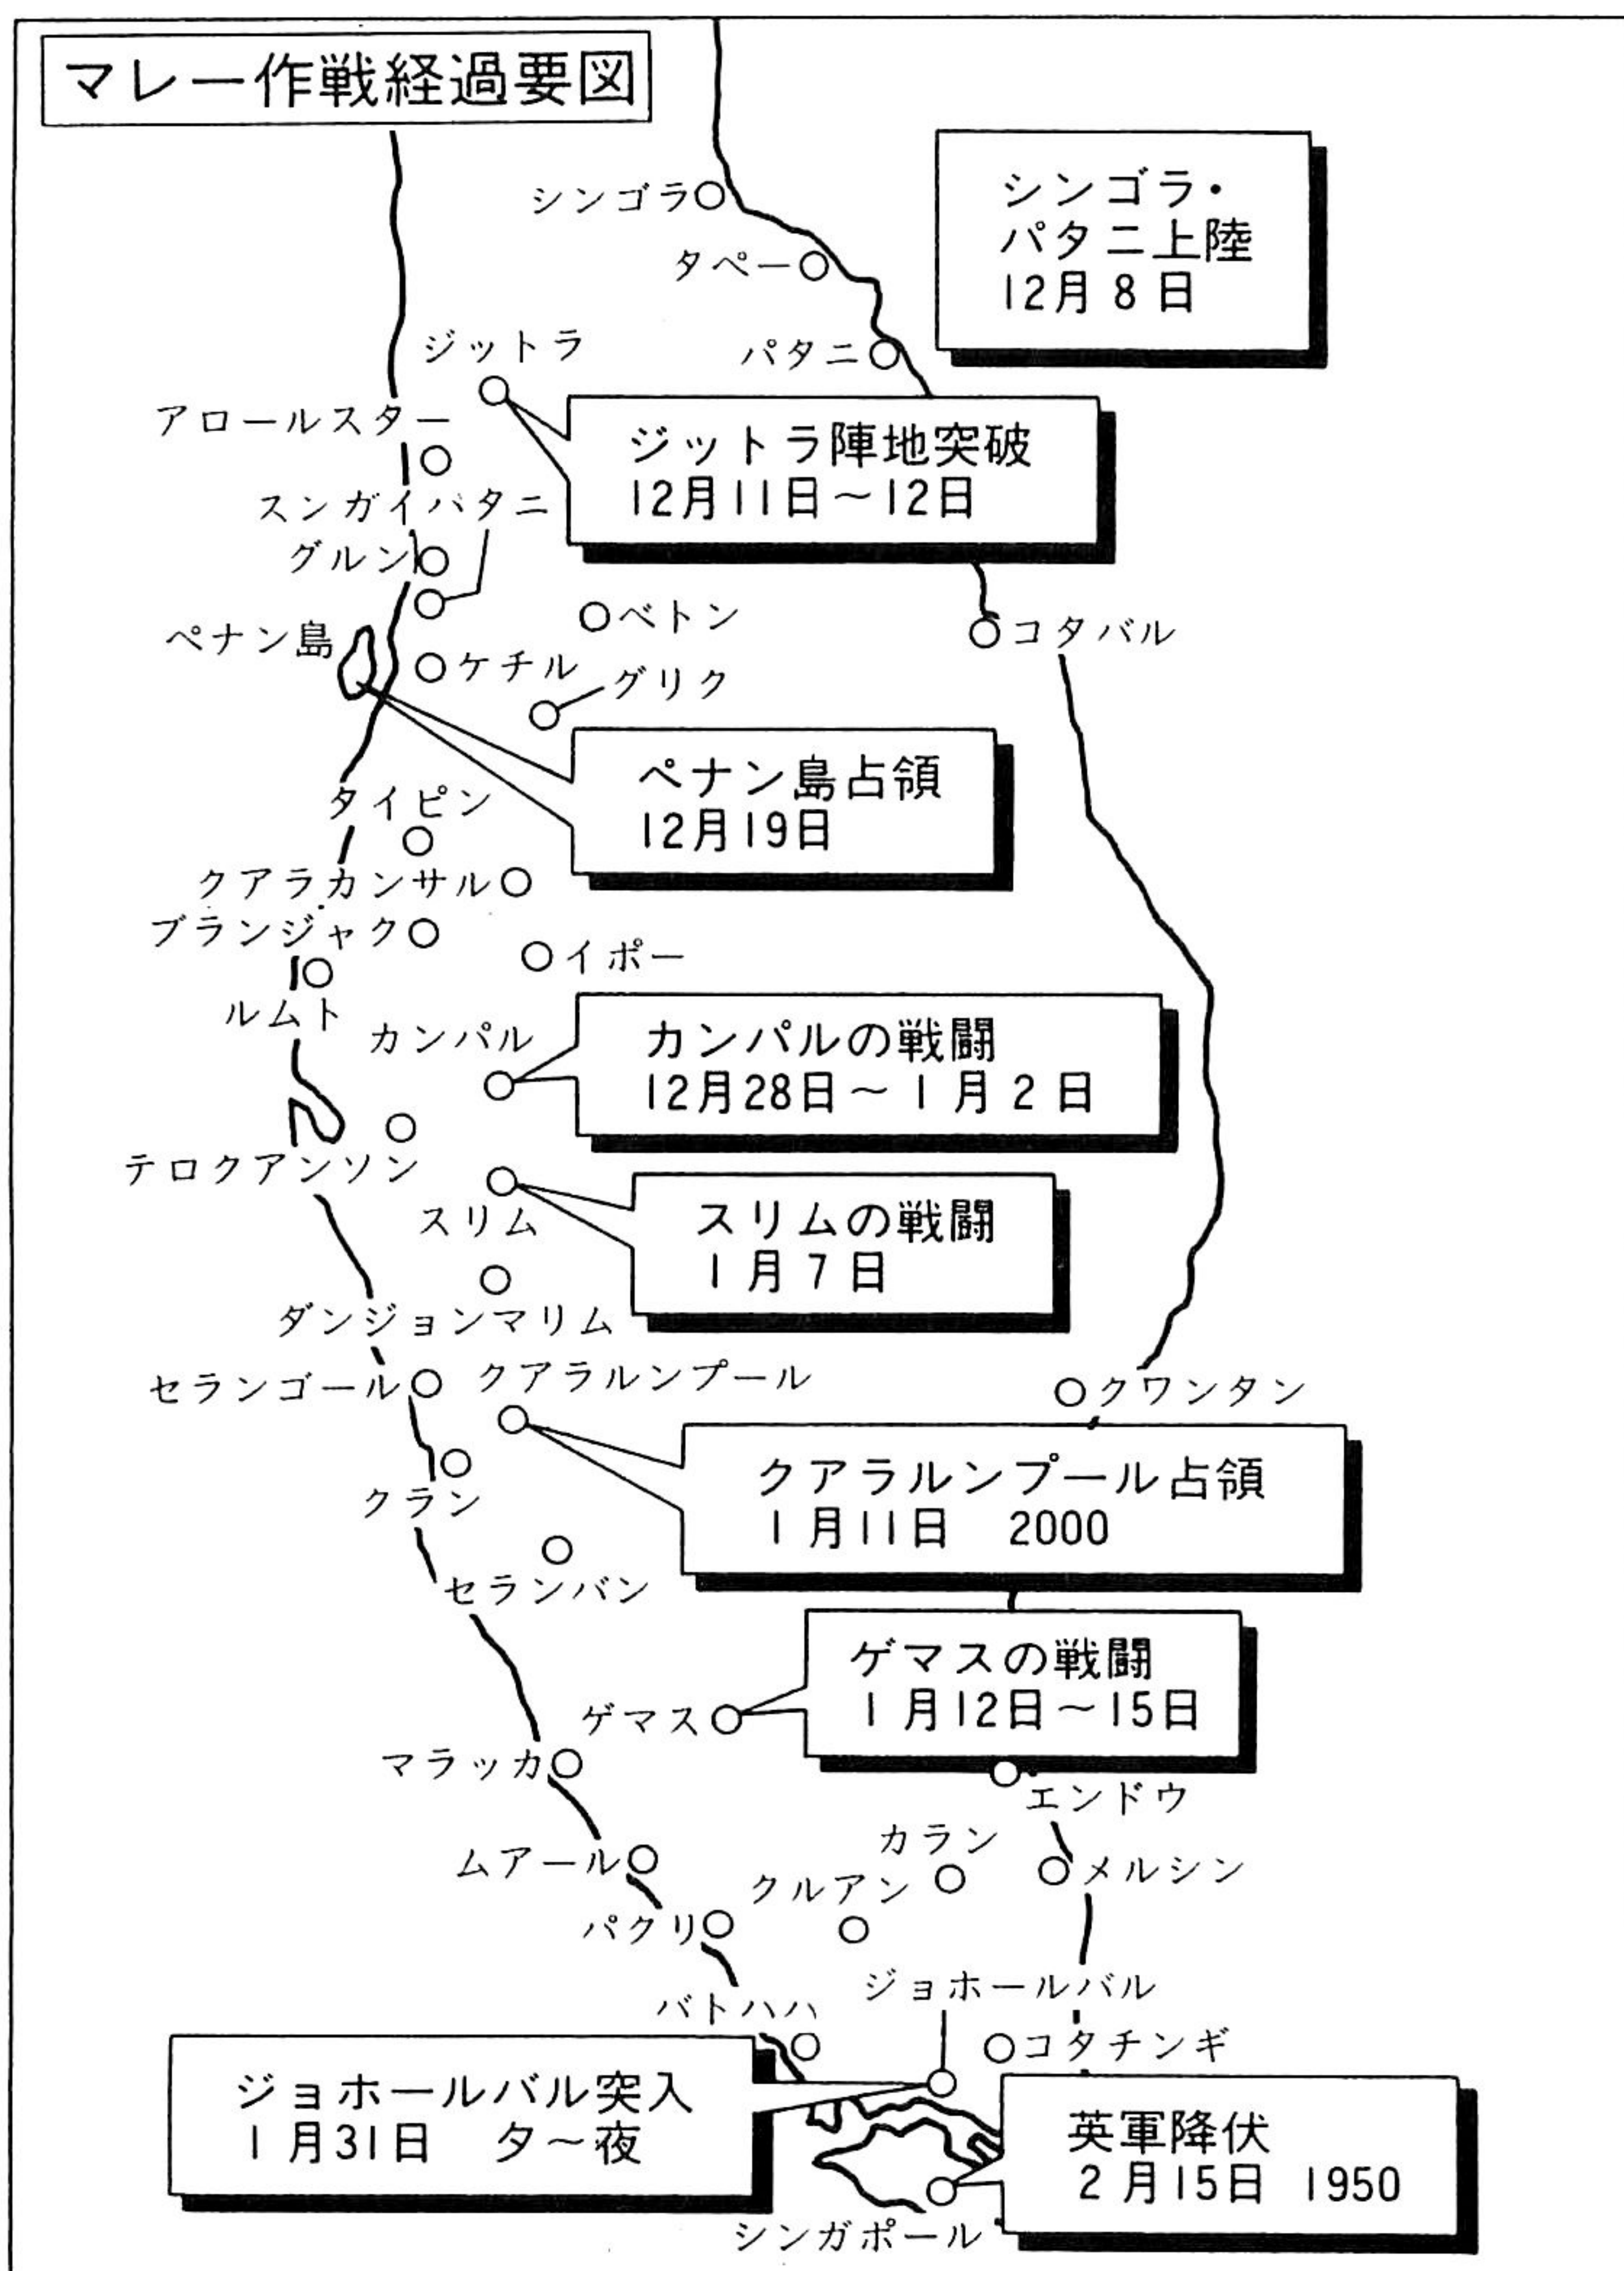 マレー作戦経過要図
シンゴラ・
パタニ上陸
12月8日
シンゴラ
タペー
パタニ
ジットラ
アロールスター
ジットラ陣地突破
12月11日～12日
スンガイパタニ
グルン
ベトン
コタバル
ペナン島
ケチル
グリク
ペナン島占領
12月19日
タイピン
クアラカンサル
ブランジャク
イポー
ルムト
カンパル
カンパルの戦闘
12月28日～1月2日
テロクアンソン
スリム
スリムの戦闘
1月7日
ダンジョンマリム
セランゴール
クアラルンプール
クワンタン
クアラルンプール占領
1月11日 2000
クラン
セランバン
ゲマスの戦闘
1月12日～15日
ゲマス
マラッカ
エンドウ
カラン
ムアール
メルシン
クルアン
パクリ
ジョホールバル
バトハハ
コタチンギ
ジョホールバル突入
1月31日 夕～夜
英軍降伏
2月15日 1950
シンガポール